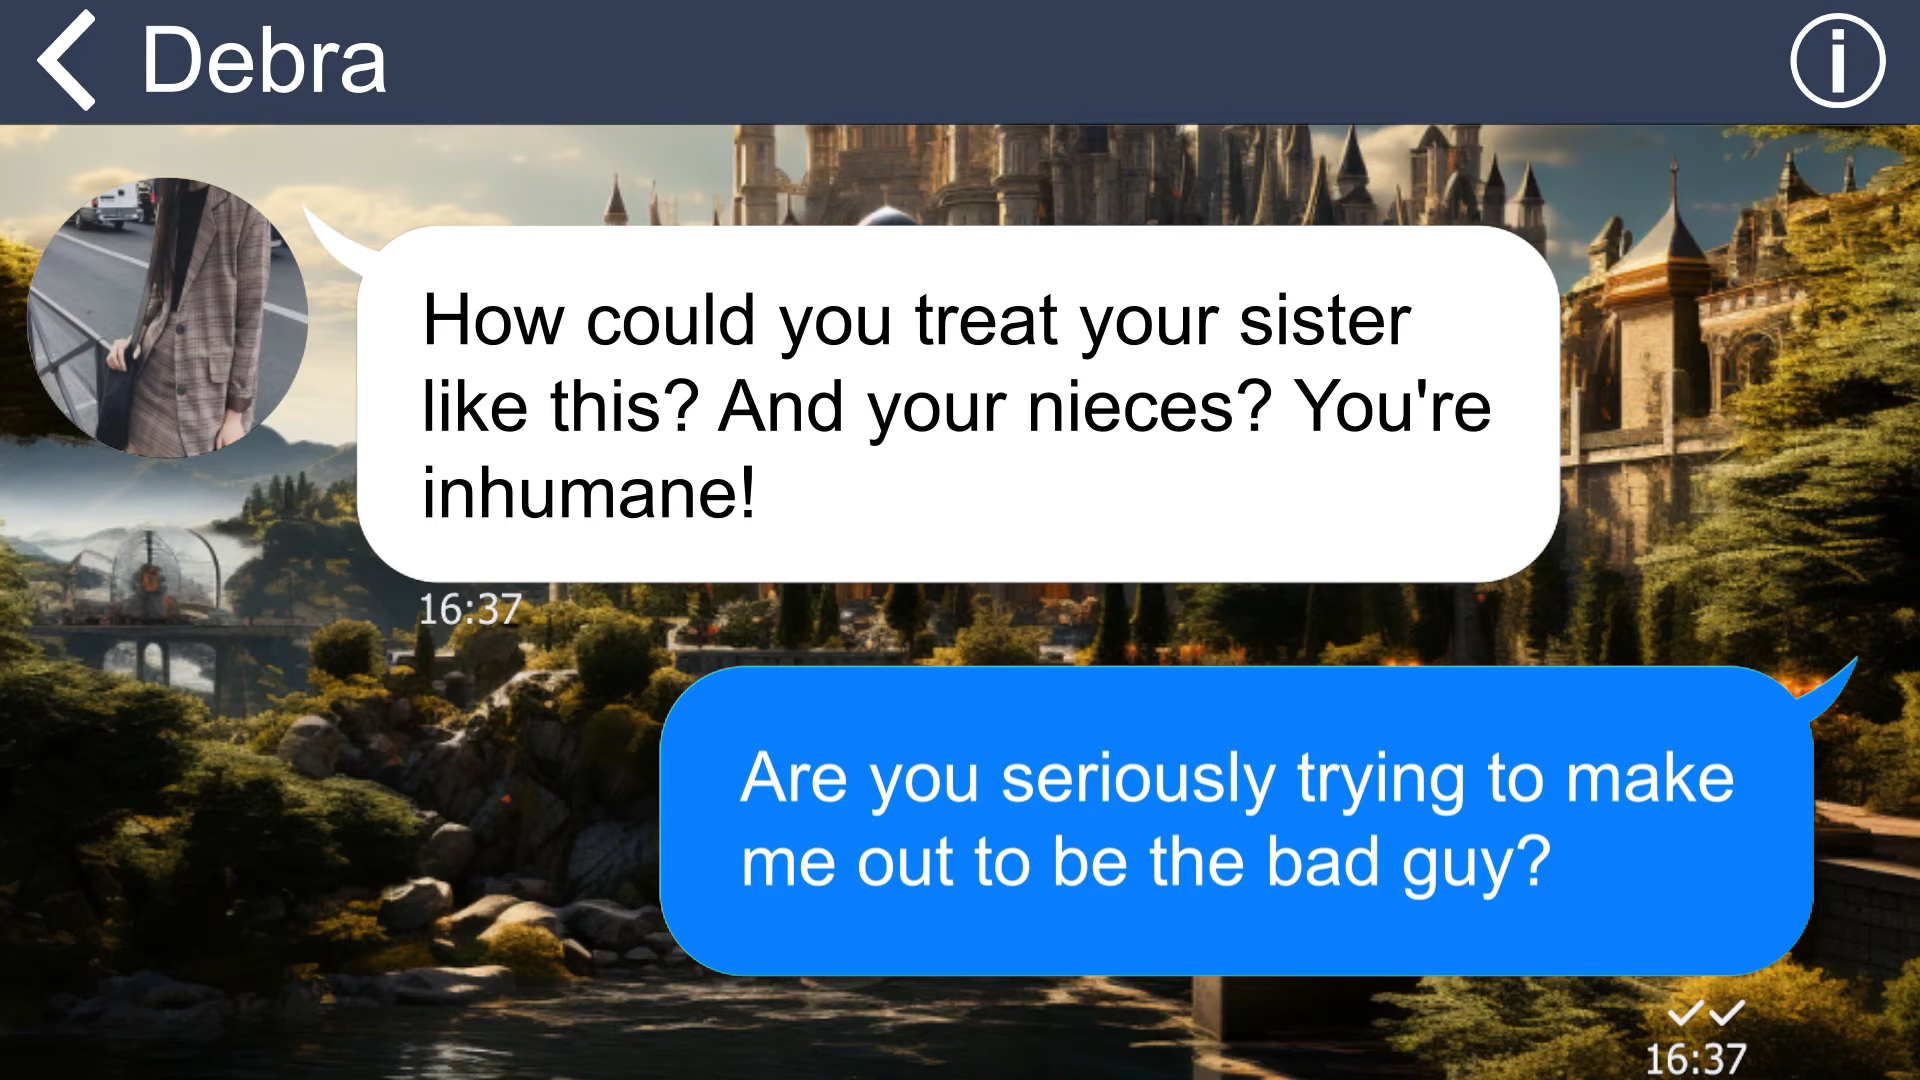 Debra
How could you treat your sister
like this? And your nieces? You're
inhumane!
16:37
Are you seriously trying to make
me out to be the bad guy?
16:37